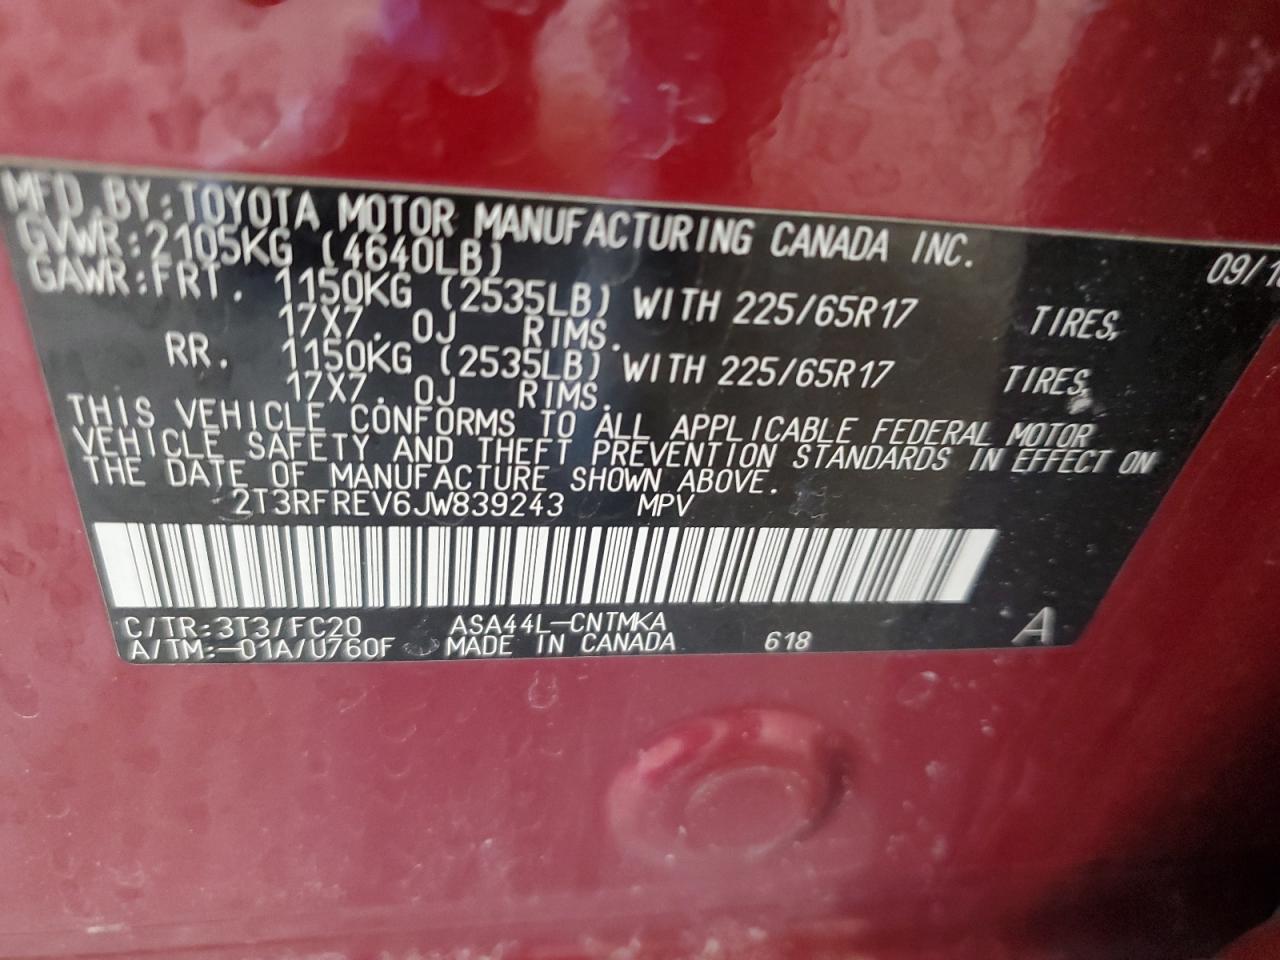 MFD.BY:TOYOTA MOTOR MANUFACTURING CANADA INC.
GVWR:2105KG (4640LB) 09/1
GAWR:FRT. 1150KG (2535LB) WITH 225/65R17 TIRES,
17X7.0J RIMS.
RR. 1150KG (2535LB) WITH 225/65R17 TIRES,
17X7.0J RIMS.
THIS VEHICLE CONFORMS TO ALL APPLICABLE FEDERAL MOTOR
VEHICLE SAFETY AND THEFT PREVENTION STANDARDS IN EFFECT ON
THE DATE OF MANUFACTURE SHOWN ABOVE.
2T3RFREV6JW839243 MPV
C/TR:3T3/FC20 ASA44L-CNTMKA
A/TM:-01A/U760F MADE IN CANADA 618 A